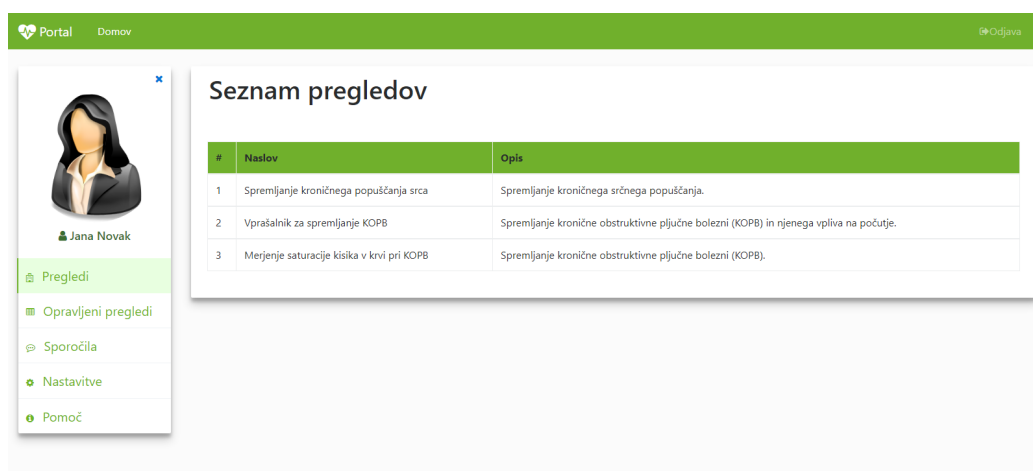 Portal Domov Odjava
Jana Novak
Pregledi
Opravljeni pregledi
Sporočila
Nastavitve
Pomoč
Seznam pregledov
# Naslov Opis
1 Spremljanje kroničnega popuščanja srca Spremljanje kroničnega srčnega popuščanja.
2 Vprašalnik za spremljanje KOPB Spremljanje kronične obstruktivne pljučne bolezni (KOPB) in njenega vpliva na počutje.
3 Merjenje saturacije kisika v krvi pri KOPB Spremljanje kronične obstruktivne pljučne bolezni (KOPB).